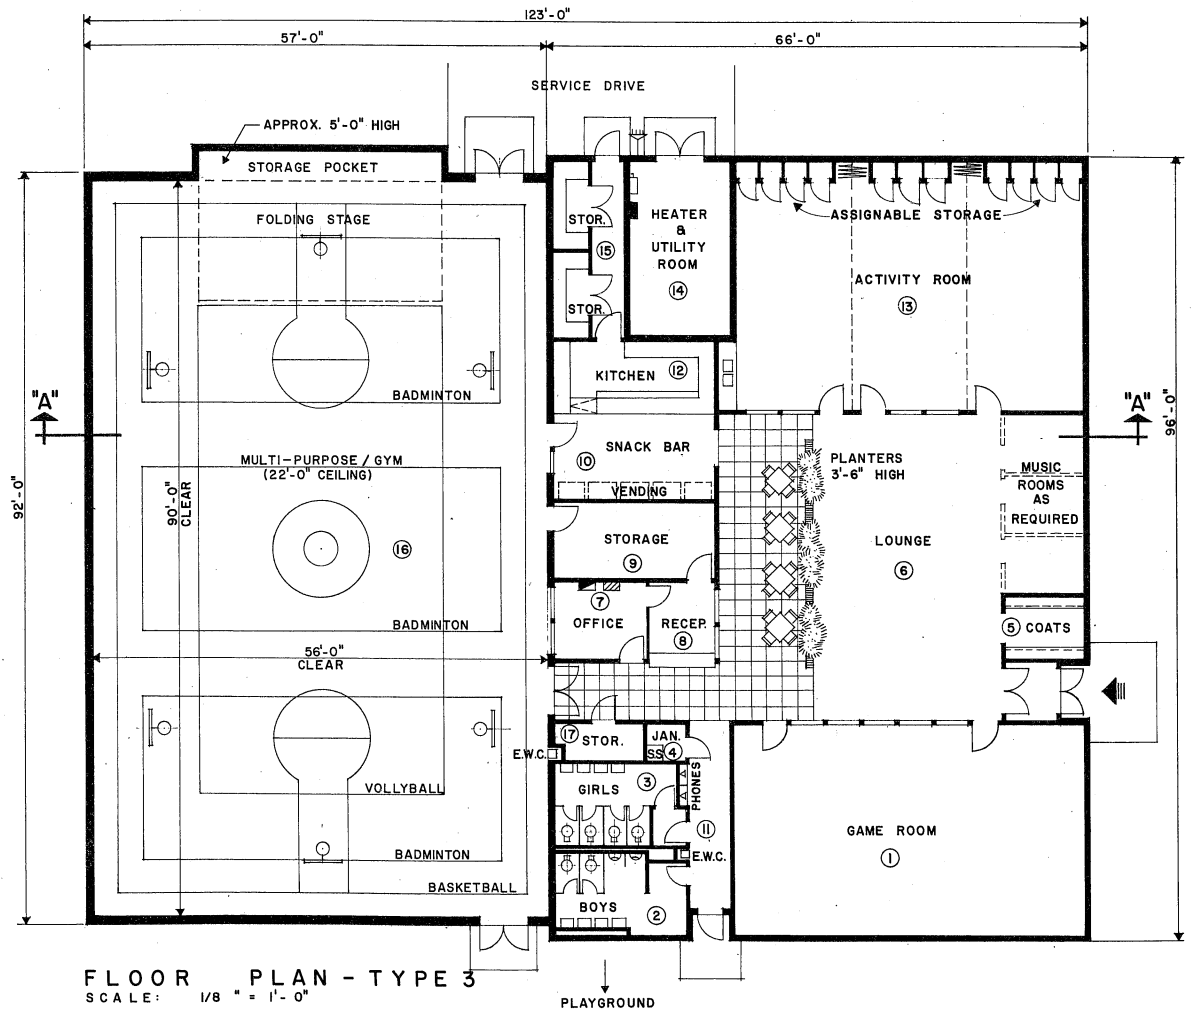 123'-0"
57'-0"
66'-0"
SERVICE DRIVE
APPROX. 5'-0" HIGH
STORAGE POCKET
FOLDING STAGE
STOR.
15
STOR.
HEATER
&
UTILITY
ROOM
14
ASSIGNABLE STORAGE
ACTIVITY ROOM
13
KITCHEN 12
BADMINTON
"A"
"A"
96'-0"
92'-0"
90'-0"
CLEAR
MULTI-PURPOSE / GYM
(22'-0" CEILING)
16
SNACK BAR
10
VENDING
PLANTERS
3'-6" HIGH
MUSIC
ROOMS
AS
REQUIRED
STORAGE
9
LOUNGE
6
7
OFFICE
RECEP.
8
5 COATS
BADMINTON
56'-0"
CLEAR
17 STOR.
JAN.
4
S.S
E.W.C.
GIRLS
3
PHONES
11
E.W.C.
VOLLYBALL
BADMINTON
BASKETBALL
BOYS
2
GAME ROOM
1
FLOOR PLAN - TYPE 3
SCALE: 1/8 " = 1'-0"
PLAYGROUND